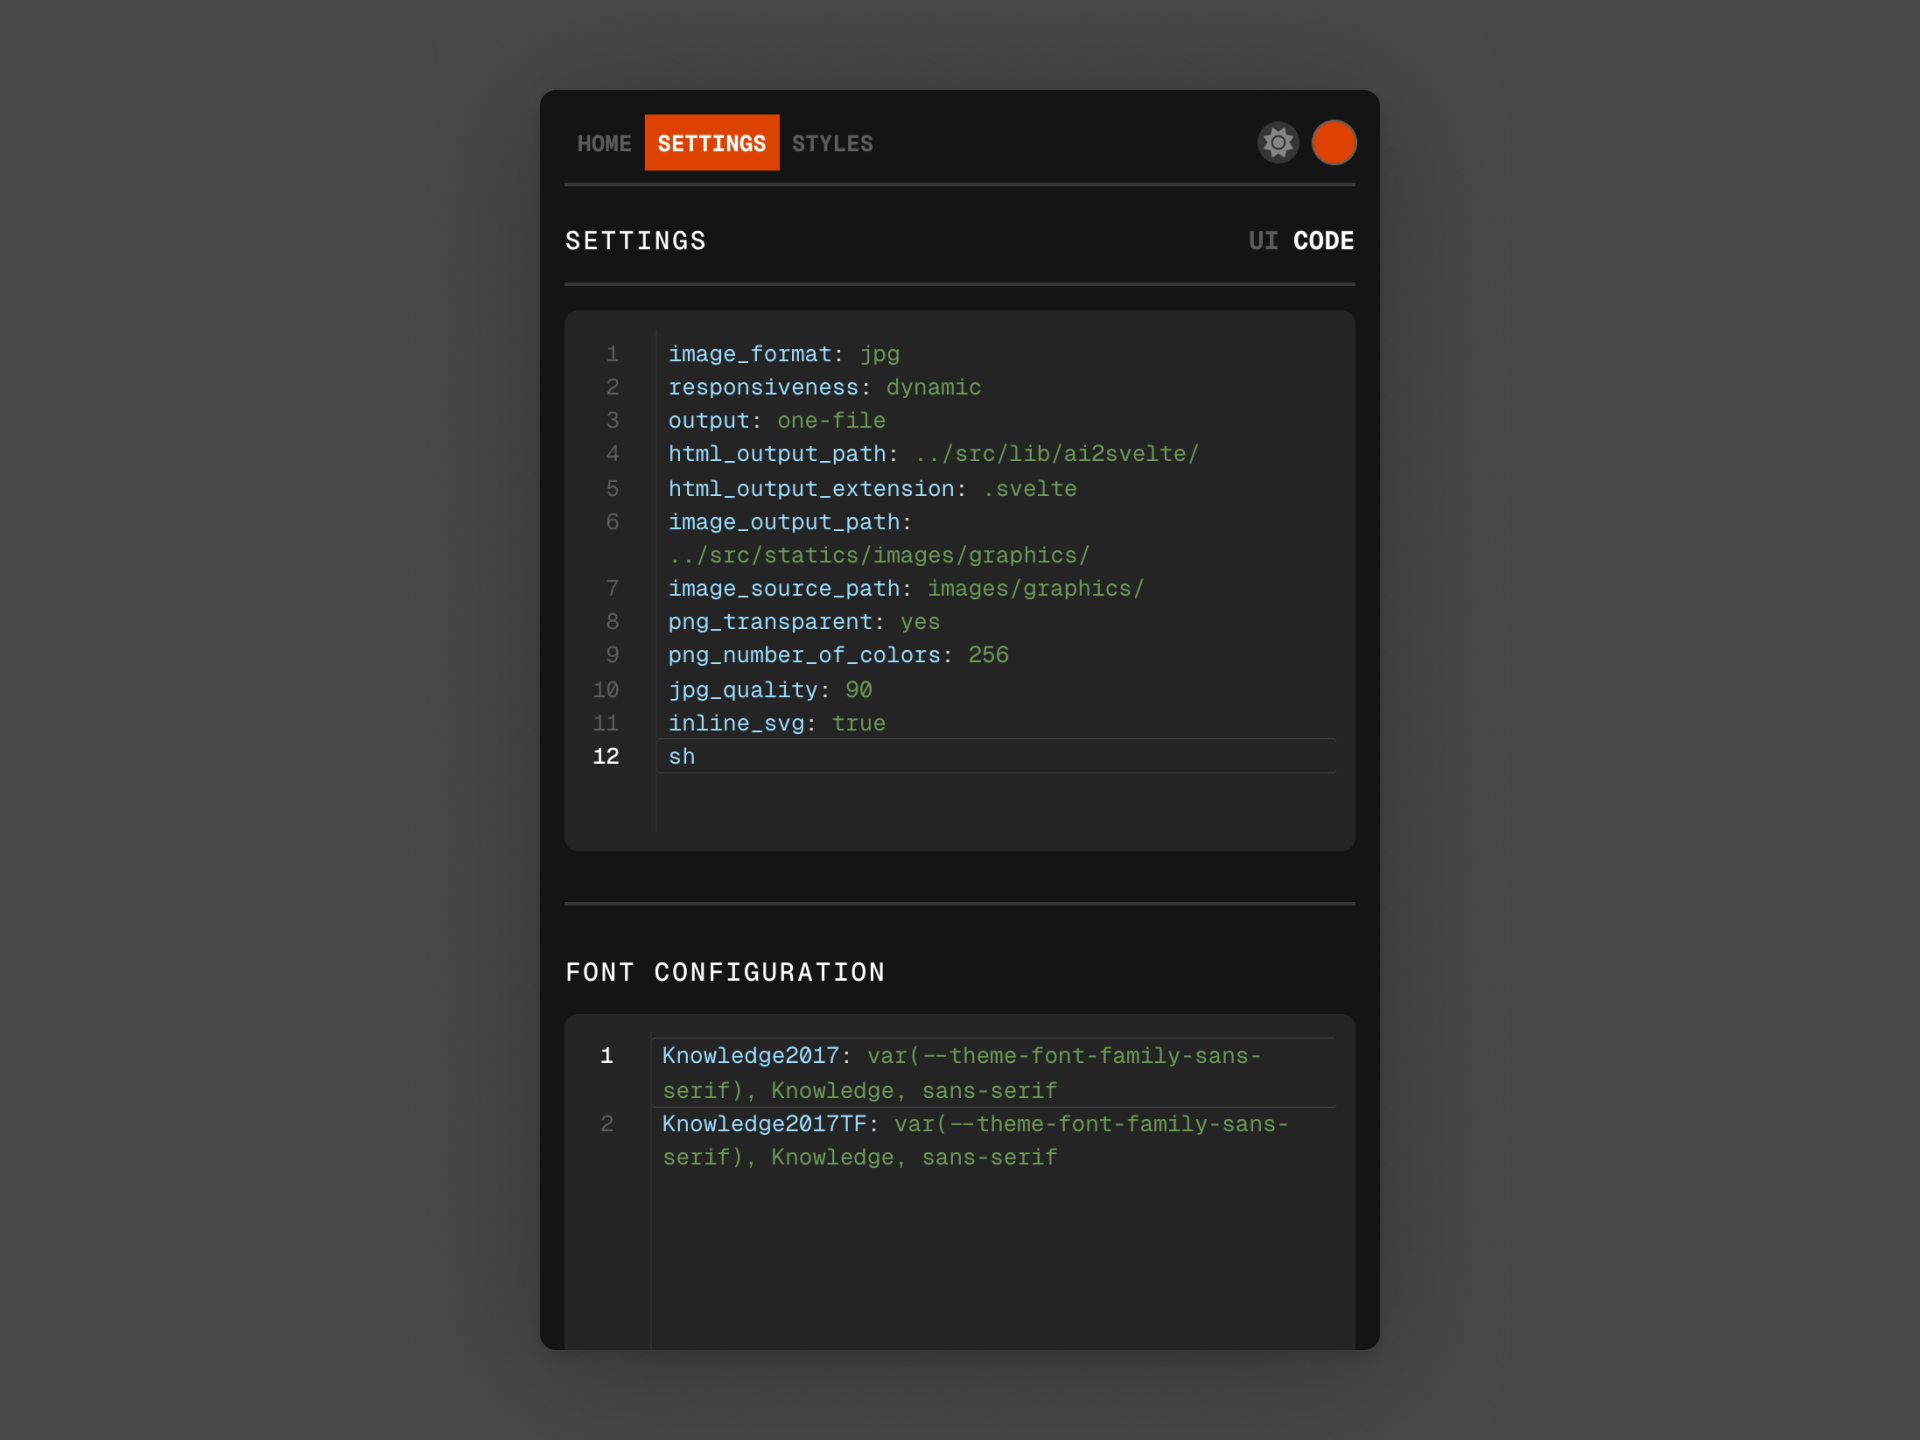 HOME SETTINGS STYLES
SETTINGS UI CODE
1 image_format: jpg
2 responsiveness: dynamic
3 output: one-file
4 html_output_path: ../src/lib/ai2svelte/
5 html_output_extension: .svelte
6 image_output_path:
../src/statics/images/graphics/
7 image_source_path: images/graphics/
8 png_transparent: yes
9 png_number_of_colors: 256
10 jpg_quality: 90
11 inline_svg: true
12 sh
FONT CONFIGURATION
1 Knowledge2017: var(--theme-font-family-sans-
serif), Knowledge, sans-serif
2 Knowledge2017TF: var(--theme-font-family-sans-
serif), Knowledge, sans-serif